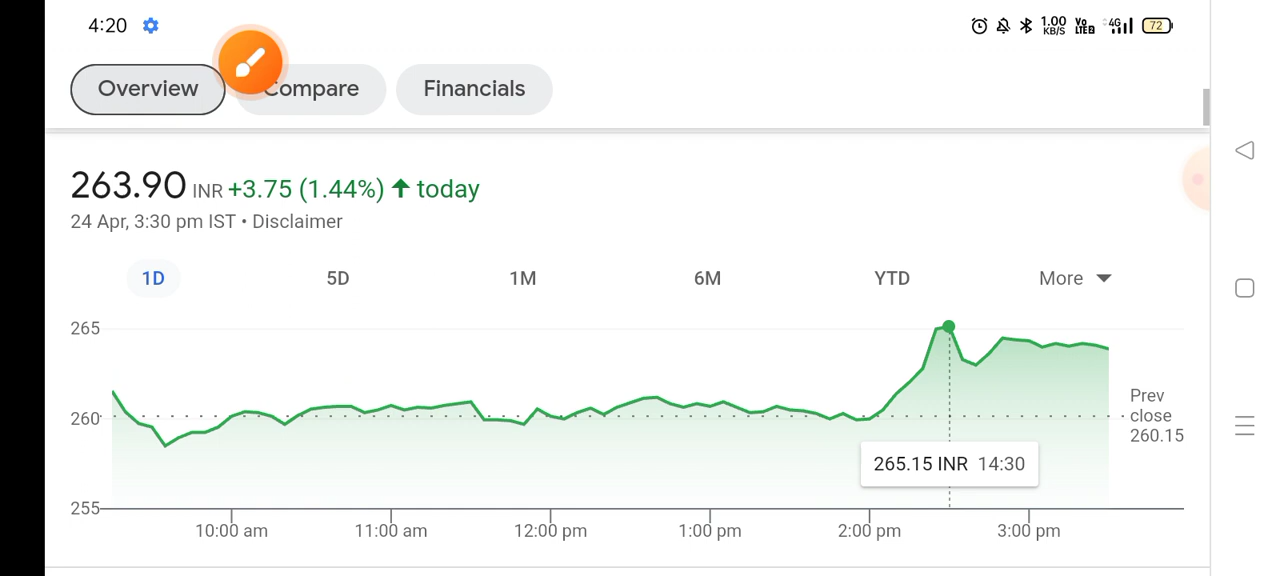 4:20 1.00 KB/S Vo LTE2 4G 72
Overview Compare Financials
263.90 INR +3.75 (1.44%) ↑ today
24 Apr, 3:30 pm IST • Disclaimer
1D 5D 1M 6M YTD More
265
260
255
Prev
close
260.15
265.15 INR 14:30
10:00 am 11:00 am 12:00 pm 1:00 pm 2:00 pm 3:00 pm